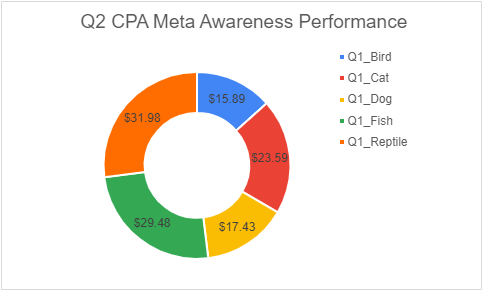 Q2 CPA Meta Awareness Performance
Q1_Bird
Q1_Cat
Q1_Dog
Q1_Fish
Q1_Reptile
$15.89
$23.59
$17.43
$29.48
$31.98